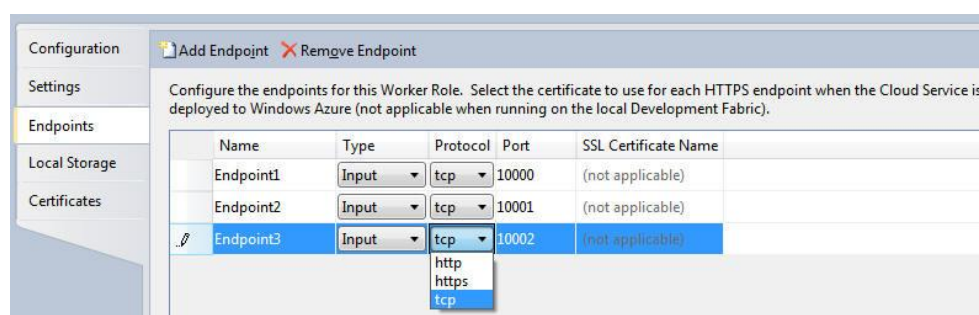 Configuration
Settings
Endpoints
Local Storage
Certificates
Add Endpoint Remove Endpoint
Configure the endpoints for this Worker Role. Select the certificate to use for each HTTPS endpoint when the Cloud Service is
deployed to Windows Azure (not applicable when running on the local Development Fabric).
Name Type Protocol Port SSL Certificate Name
Endpoint1 Input tcp 10000 (not applicable)
Endpoint2 Input tcp 10001 (not applicable)
Endpoint3 Input tcp 10002 (not applicable)
http
https
tcp